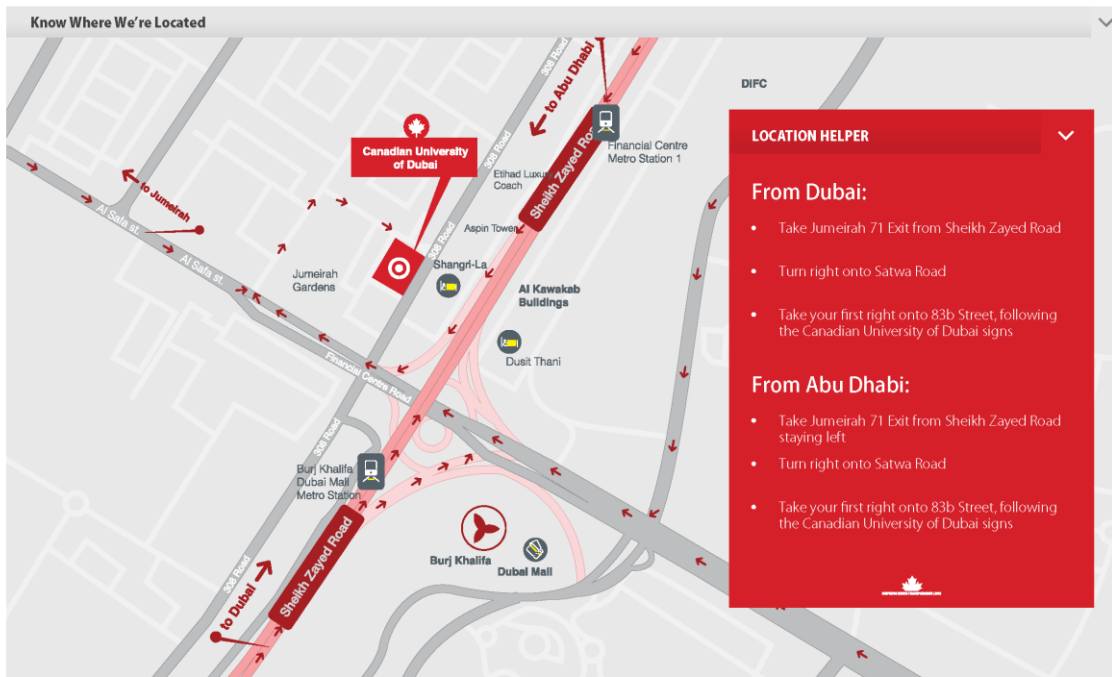 Know Where We're Located
308 Road
to Abu Dhabi
DIFC
Financial Centre
Metro Station 1
Canadian University
of Dubai
308 Road
Sheikh Zayed Road
Etihad Luxury
Coach
to Jumeirah
Al Safa st.
Aspin Tower
308 Road
Al Safa st.
Jumeirah
Gardens
Shangri-La
Al Kawakab
Buildings
Dusit Thani
Financial Centre Road
308 Road
Burj Khalifa
Dubai Mall
Metro Station
Burj Khalifa
Dubai Mall
Sheikh Zayed Road
308 Road
to Dubai
LOCATION HELPER
From Dubai:
• Take Jumeirah 71 Exit from Sheikh Zayed Road
• Turn right onto Satwa Road
• Take your first right onto 83b Street, following
the Canadian University of Dubai signs
From Abu Dhabi:
• Take Jumeirah 71 Exit from Sheikh Zayed Road
staying left
• Turn right onto Satwa Road
• Take your first right onto 83b Street, following
the Canadian University of Dubai signs